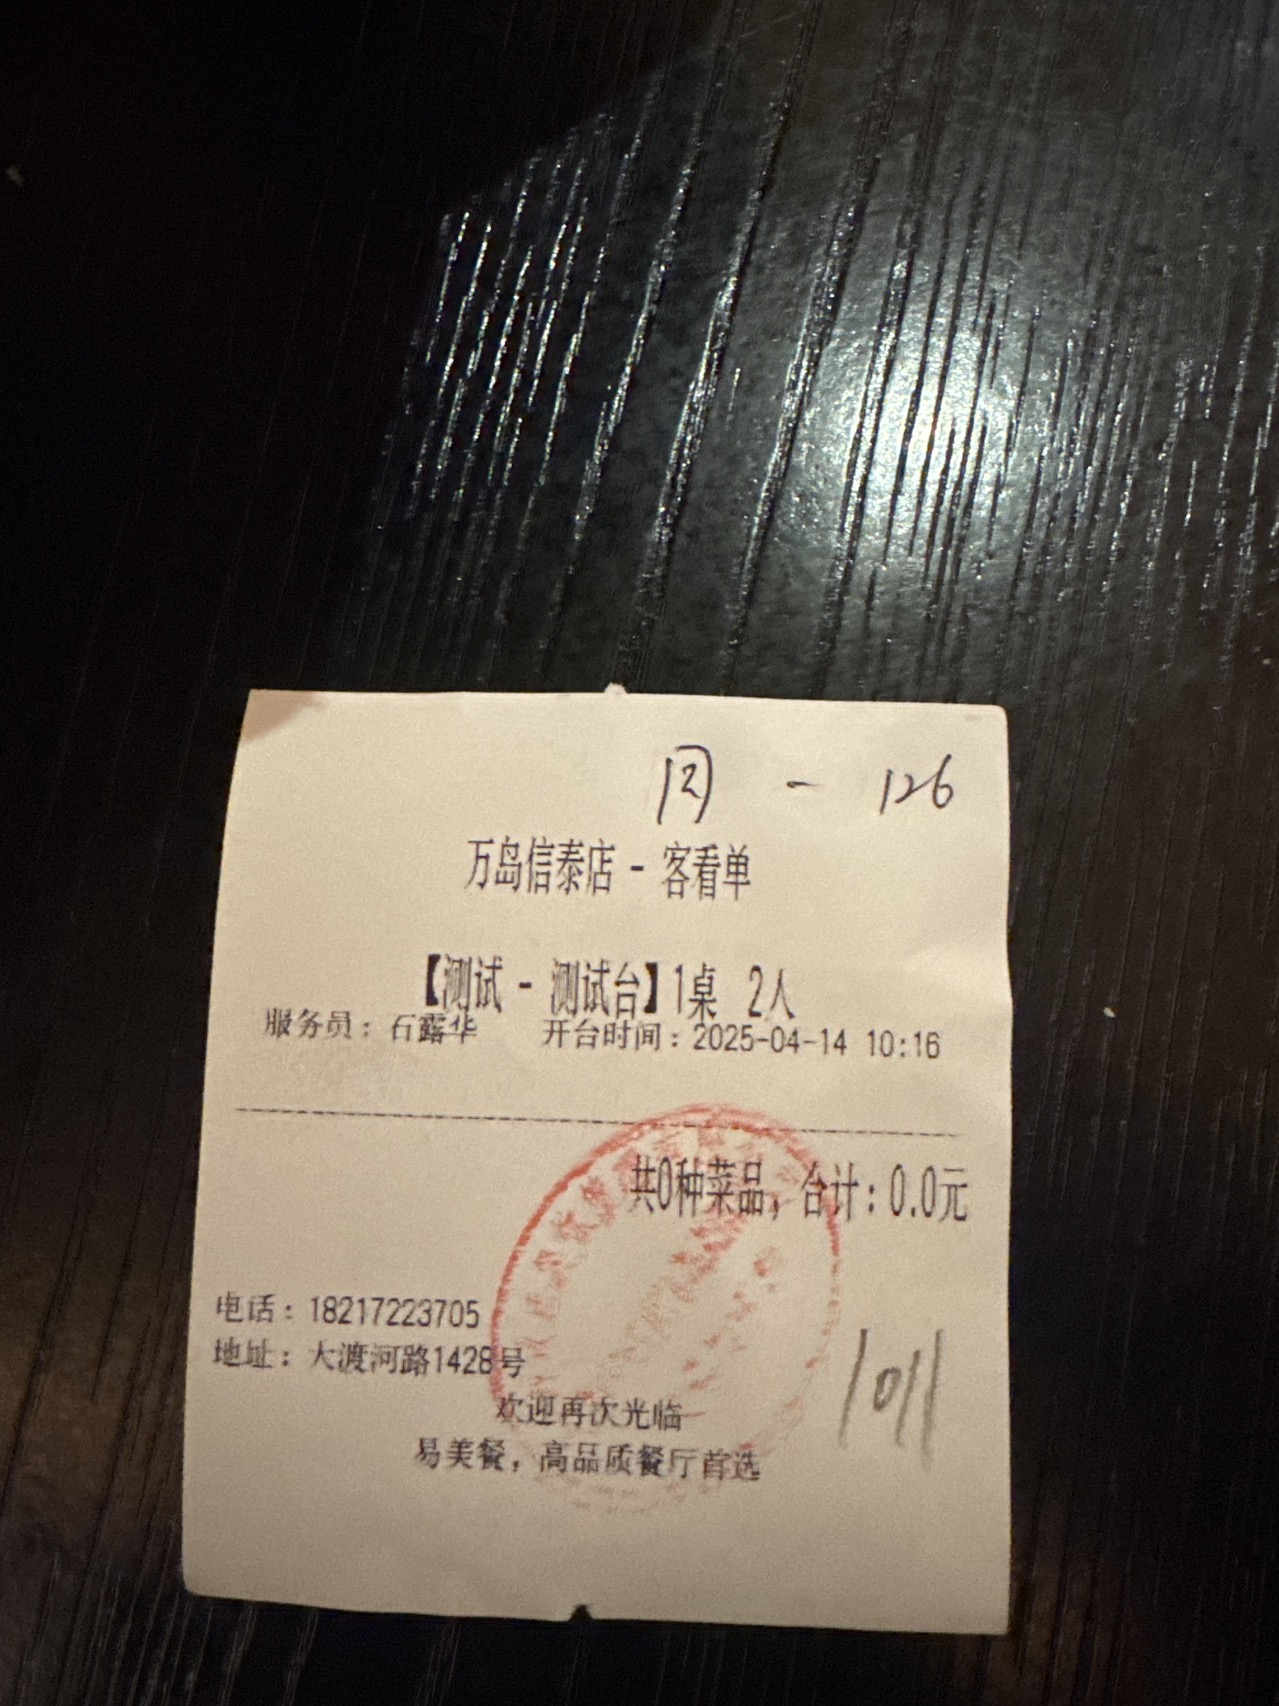 周 - 126
万岛信泰店 - 客看单
【测试 - 测试台】1桌 2人
服务员：石露华 开台时间：2025-04-14 10:16
共0种菜品，合计：0.0元
电话：18217223705
地址：大渡河路1428号
1011
欢迎再次光临
易美餐，高品质餐厅首选